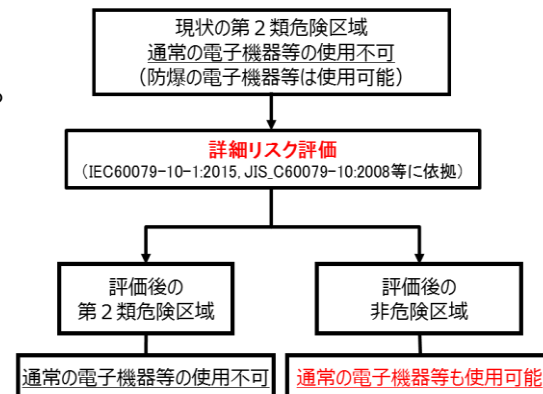 現状の第２類危険区域
通常の電子機器等の使用不可
（防爆の電子機器等は使用可能）
詳細リスク評価
（IEC60079-10-1:2015, JIS_C60079-10:2008等に依拠）
評価後の
第２類危険区域
評価後の
非危険区域
通常の電子機器等の使用不可
通常の電子機器等も使用可能